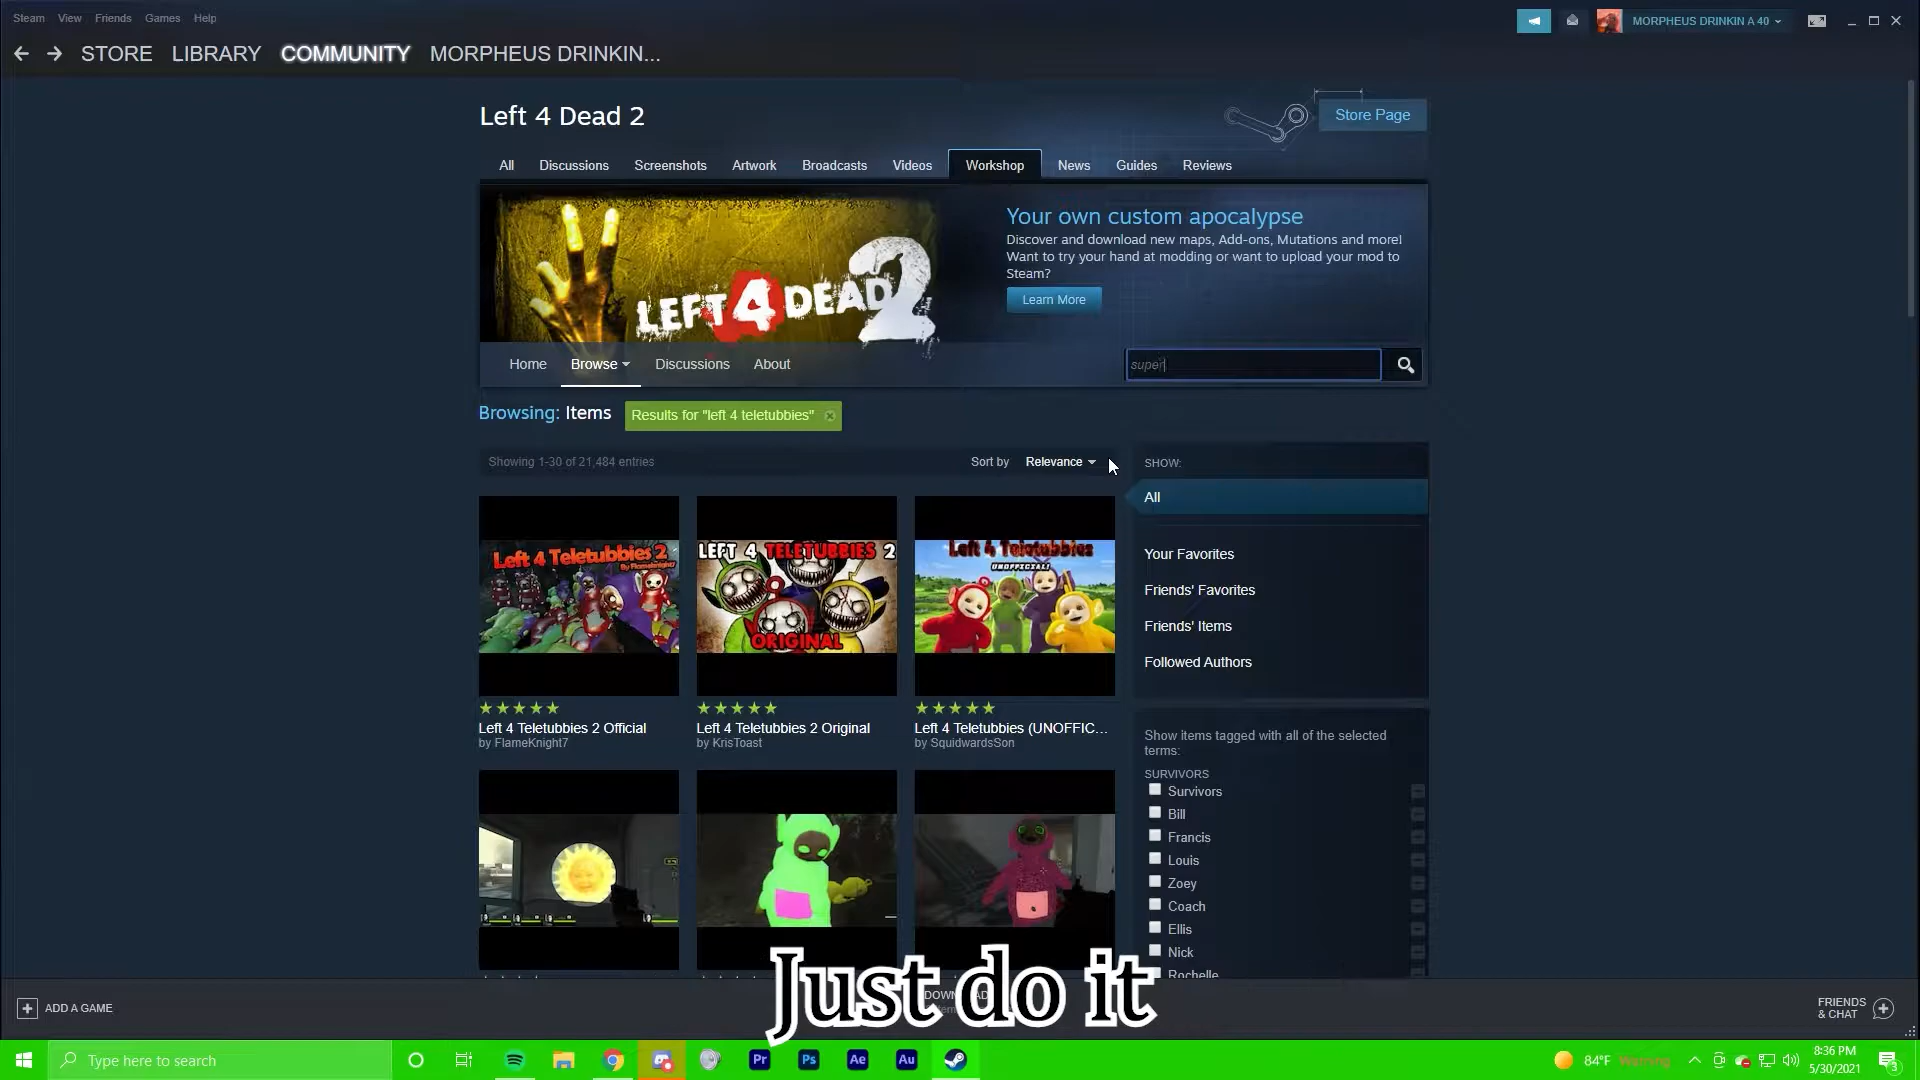 Steam View Friends Games Help
MORPHEUS DRINKIN A 40
STORE LIBRARY COMMUNITY MORPHEUS DRINKIN...
Left 4 Dead 2
Store Page
All Discussions Screenshots Artwork Broadcasts Videos Workshop News Guides Reviews
Your own custom apocalypse
Discover and download new maps, Add-ons, Mutations and more!
Want to try your hand at modding or want to upload your mod to
Steam?
Learn More
LEFT 4 DEAD 2
Home Browse Discussions About
super
Browsing: Items Results for "left 4 teletubbies"
Showing 1-30 of 21,484 entries
Sort by Relevance
SHOW:
All
Your Favorites
Friends' Favorites
Friends' Items
Followed Authors
Left 4 Teletubbies 2
LEFT 4 TELETUBBIES 2
ORIGINAL
Left 4 Teletubbies
UNOFFICIAL!
Left 4 Teletubbies 2 Official
by FlameKnight7
Left 4 Teletubbies 2 Original
by KrisToast
Left 4 Teletubbies (UNOFFIC...
by SquidwardsSon
Show items tagged with all of the selected
terms:
SURVIVORS
Survivors
Bill
Francis
Louis
Zoey
Coach
Ellis
Nick
Rochelle
Just do it
ADD A GAME
FRIENDS
& CHAT
Type here to search
Pr Ps Ae Au
84°F Warning
8:36 PM
5/30/2021
3